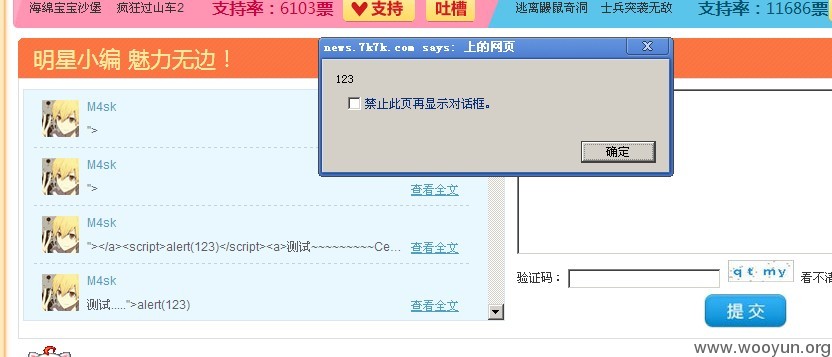 海绵宝宝沙堡 疯狂过山车2 支持率：6103票 支持 吐槽 逃离鼹鼠奇洞 士兵突袭无敌 支持率：11686票
明星小编 魅力无边！
news.7k7k.com says: 上的网页
123
禁止此页再显示对话框。
确定
M4sk
">
M4sk
"> 查看全文
M4sk
"></a><script>alert(123)</script><a>测试~~~~~~~~~Ce... 查看全文
M4sk
测试.....">alert(123) 查看全文
验证码： qtmy 看不清
提交
www.wooyun.org